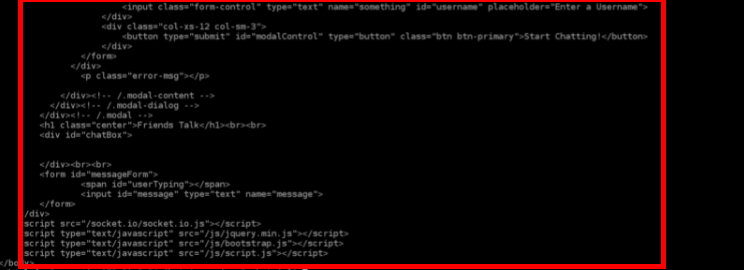 <input class="form-control" type="text" name="something" id="username" placeholder="Enter a Username">
</div>
<div class="col-xs-12 col-sm-3">
<button type="submit" id="modalControl" type="button" class="btn btn-primary">Start Chatting!</button>
</div>
</form>
</div>
<p class="error-msg"></p>
</div><!-- /.modal-content -->
</div><!-- /.modal-dialog -->
</div><!-- /.modal -->
<h1 class="center">Friends Talk</h1><br><br>
<div id="chatBox">
</div><br><br>
<form id="messageForm">
<span id="userTyping"></span>
<input id="message" type="text" name="message">
</form>
/div>
script src="/socket.io/socket.io.js"></script>
script type="text/javascript" src="/js/jquery.min.js"></script>
script type="text/javascript" src="/js/bootstrap.js"></script>
script type="text/javascript" src="/js/script.js"></script>
</body>